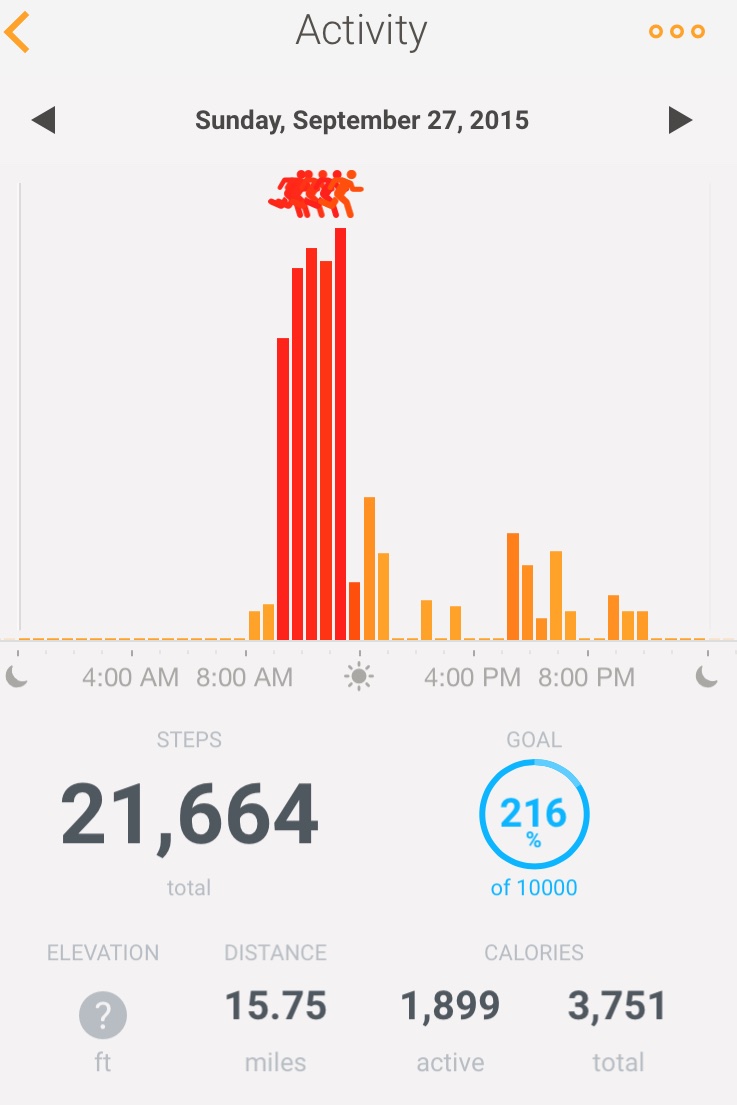 Activity
Sunday, September 27, 2015
4:00 AM 8:00 AM 4:00 PM 8:00 PM
STEPS GOAL
21,664 216
%
total of 10000
ELEVATION DISTANCE CALORIES
? 15.75 1,899 3,751
ft miles active total